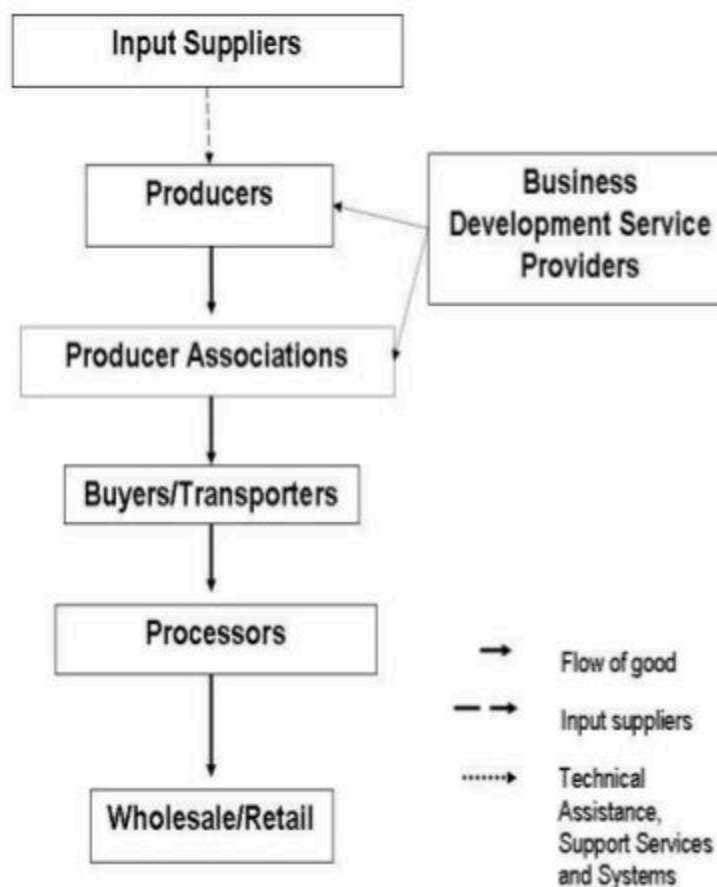 Input Suppliers
Producers
Business
Development Service
Providers
Producer Associations
Buyers/Transporters
Processors
Wholesale/Retail
Flow of good
Input suppliers
Technical
Assistance,
Support Services
and Systems